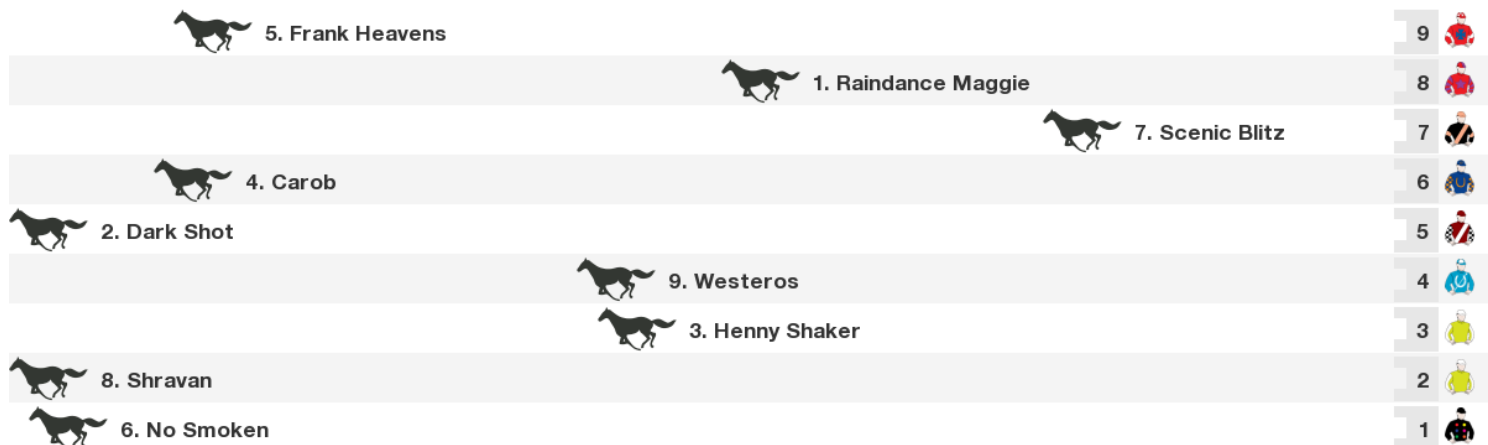 5. Frank Heavens 9
1. Raindance Maggie 8
7. Scenic Blitz 7
4. Carob 6
2. Dark Shot 5
9. Westeros 4
3. Henny Shaker 3
8. Shravan 2
6. No Smoken 1